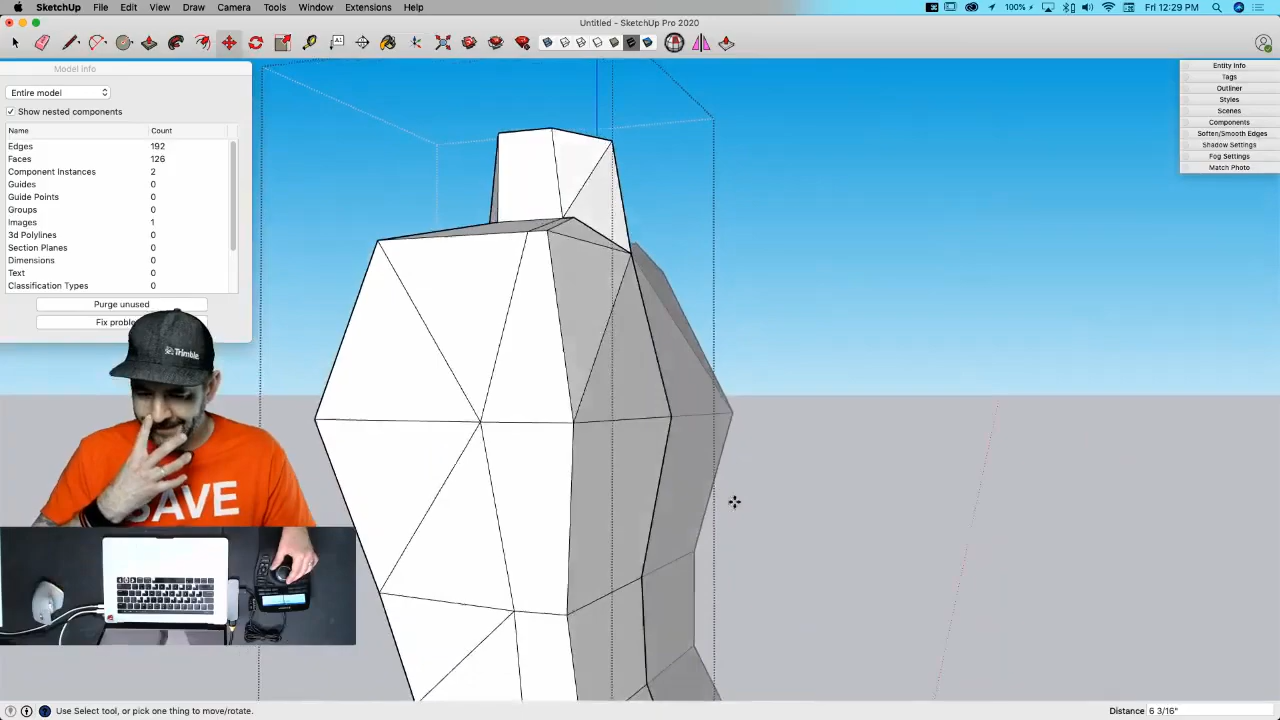 SketchUp File Edit View Draw Camera Tools Window Extensions Help 100% Fri 12:29 PM
Untitled - SketchUp Pro 2020
Model Info
Entire model
Show nested components
Name Count
Edges 192
Faces 126
Component Instances 2
Guides 0
Guide Points 0
Groups 0
Images 1
3d Polylines 0
Section Planes 0
Dimensions 0
Text 0
Classification Types 0
Purge unused
Fix proble
Entity Info
Tags
Outliner
Styles
Scenes
Components
Soften/Smooth Edges
Shadow Settings
Fog Settings
Match Photo
Trimble
SAVE
Use Select tool, or pick one thing to move/rotate. Distance 6 3/16"